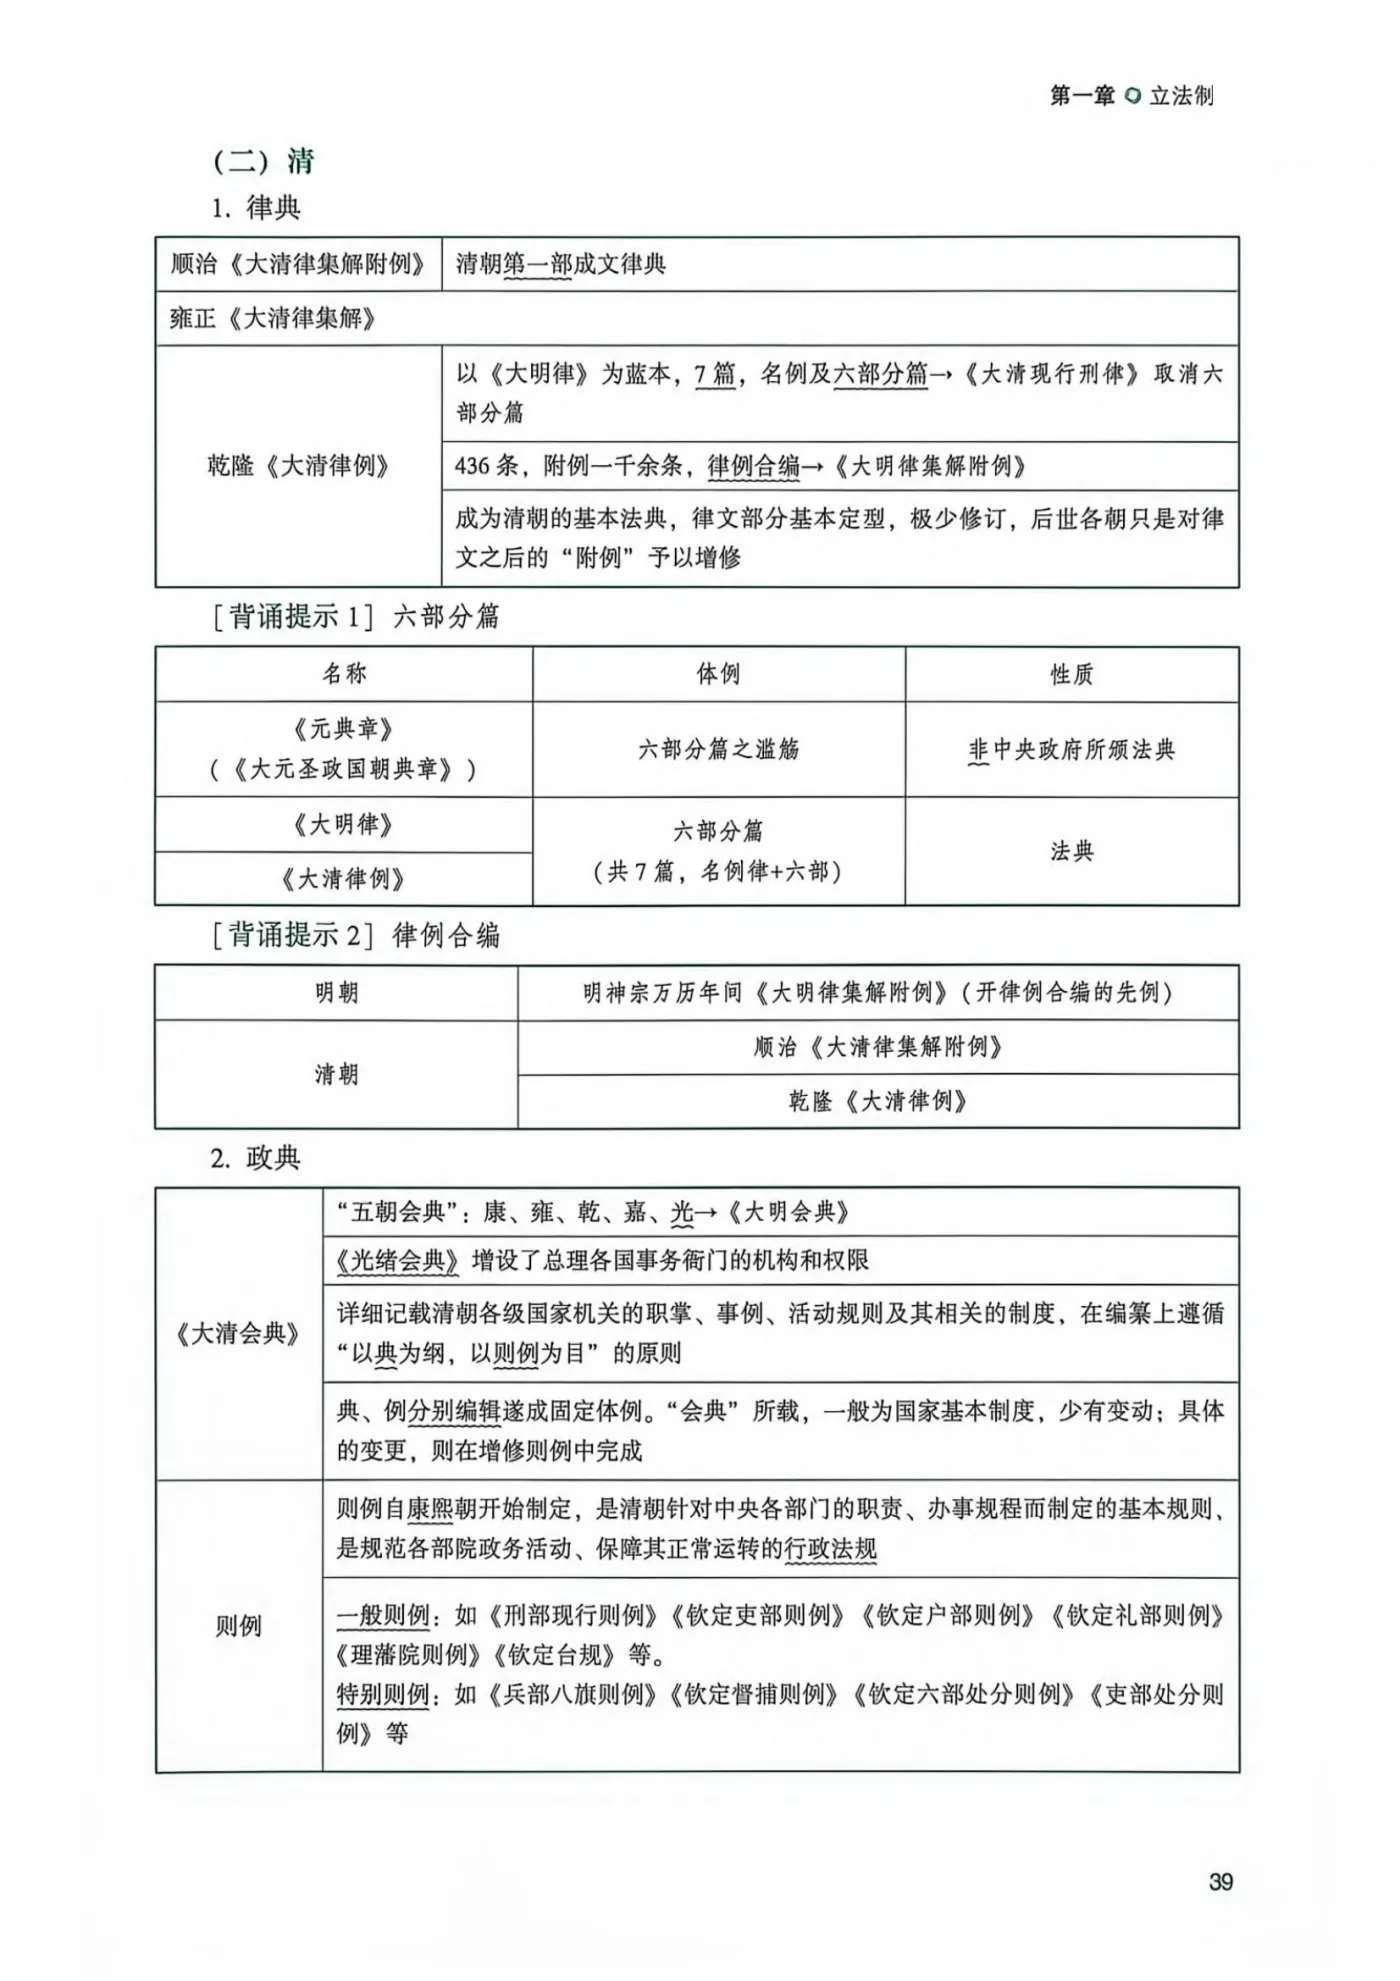 第一章 立法制
（二）清
1. 律典
顺治《大清律集解附例》 清朝第一部成文律典
雍正《大清律集解》
乾隆《大清律例》
以《大明律》为蓝本，7篇，名例及六部分篇→《大清现行刑律》取消六
部分篇
436条，附例一千余条，律例合编→《大明律集解附例》
成为清朝的基本法典，律文部分基本定型，极少修订，后世各朝只是对律
文之后的“附例”予以增修
［背诵提示1］六部分篇
名称 体例 性质
《元典章》
（《大元圣政国朝典章》）
六部分篇之滥觞 非中央政府所颁法典
《大明律》
《大清律例》
六部分篇
（共7篇，名例律+六部）
法典
［背诵提示2］律例合编
明朝 明神宗万历年间《大明律集解附例》（开律例合编的先例）
清朝
顺治《大清律集解附例》
乾隆《大清律例》
2. 政典
《大清会典》
“五朝会典”：康、雍、乾、嘉、光→《大明会典》
《光绪会典》增设了总理各国事务衙门的机构和权限
详细记载清朝各级国家机关的职掌、事例、活动规则及其相关的制度，在编纂上遵循
“以典为纲，以则例为目”的原则
典、例分别编辑遂成固定体例。“会典”所载，一般为国家基本制度，少有变动；具体
的变更，则在增修则例中完成
则例
则例自康熙朝开始制定，是清朝针对中央各部门的职责、办事规程而制定的基本规则，
是规范各部院政务活动、保障其正常运转的行政法规
一般则例：如《刑部现行则例》《钦定吏部则例》《钦定户部则例》《钦定礼部则例》
《理藩院则例》《钦定台规》等。
特别则例：如《兵部八旗则例》《钦定督捕则例》《钦定六部处分则例》《吏部处分则
例》等
39